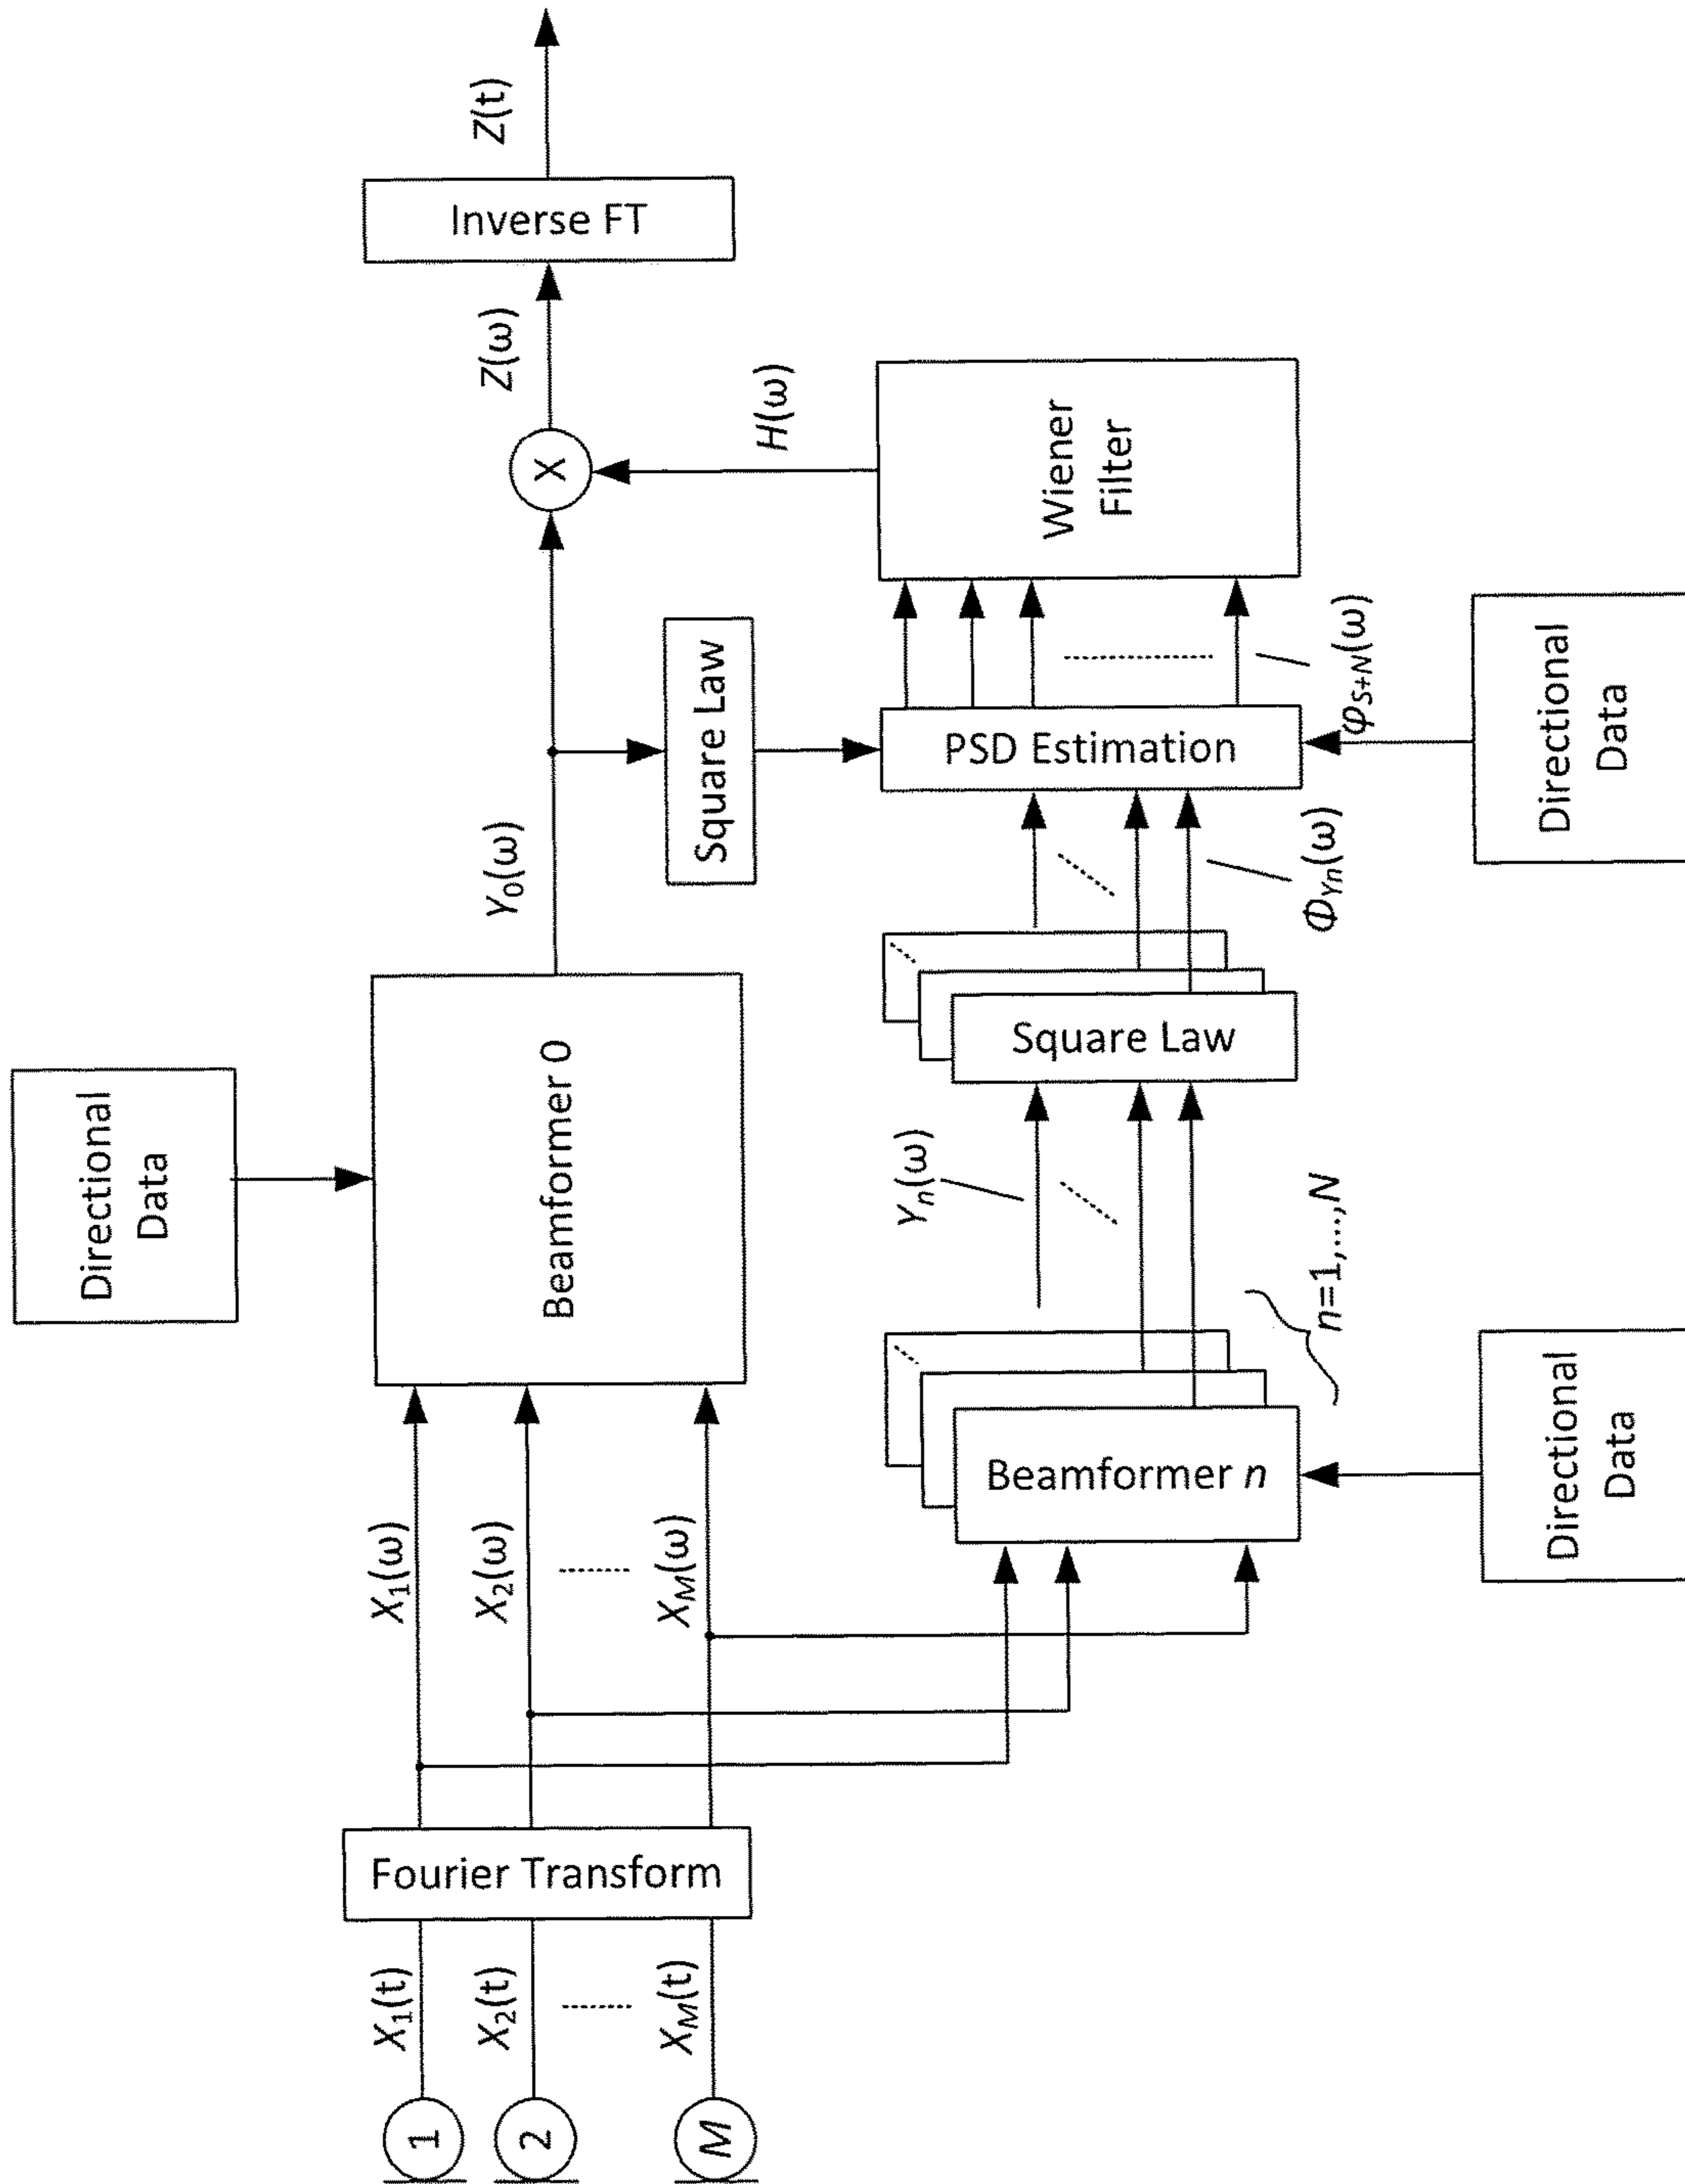 1
2
M
X1(t)
X2(t)
XM(t)
Fourier Transform
X1(ω)
X2(ω)
XM(ω)
Directional
Data
Beamformer 0
Y0(ω)
Square Law
X
Z(ω)
Inverse FT
Z(t)
Beamformer n
Directional
Data
n=1,...,N
Yn(ω)
Square Law
ΦYn(ω)
PSD Estimation
Directional
Data
φS+N(ω)
Wiener
Filter
H(ω)